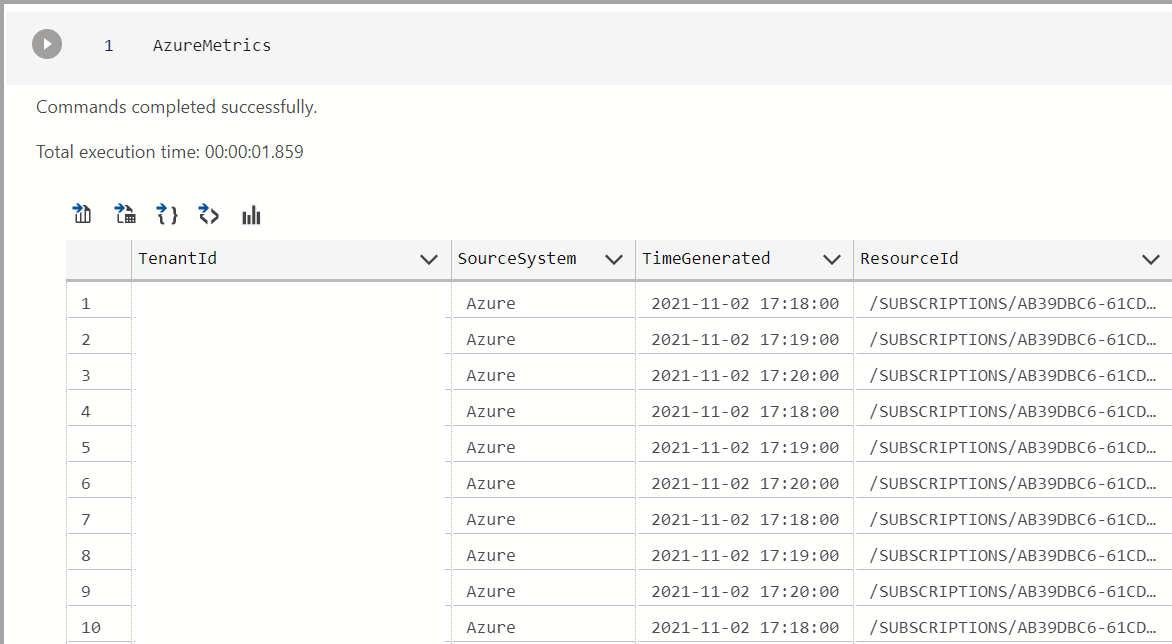 1 AzureMetrics
Commands completed successfully.
Total execution time: 00:00:01.859
TenantId SourceSystem TimeGenerated ResourceId
1 Azure 2021-11-02 17:18:00 /SUBSCRIPTIONS/AB39DBC6-61CD…
2 Azure 2021-11-02 17:19:00 /SUBSCRIPTIONS/AB39DBC6-61CD…
3 Azure 2021-11-02 17:20:00 /SUBSCRIPTIONS/AB39DBC6-61CD…
4 Azure 2021-11-02 17:18:00 /SUBSCRIPTIONS/AB39DBC6-61CD…
5 Azure 2021-11-02 17:19:00 /SUBSCRIPTIONS/AB39DBC6-61CD…
6 Azure 2021-11-02 17:20:00 /SUBSCRIPTIONS/AB39DBC6-61CD…
7 Azure 2021-11-02 17:18:00 /SUBSCRIPTIONS/AB39DBC6-61CD…
8 Azure 2021-11-02 17:19:00 /SUBSCRIPTIONS/AB39DBC6-61CD…
9 Azure 2021-11-02 17:20:00 /SUBSCRIPTIONS/AB39DBC6-61CD…
10 Azure 2021-11-02 17:18:00 /SUBSCRIPTIONS/AB39DBC6-61CD…